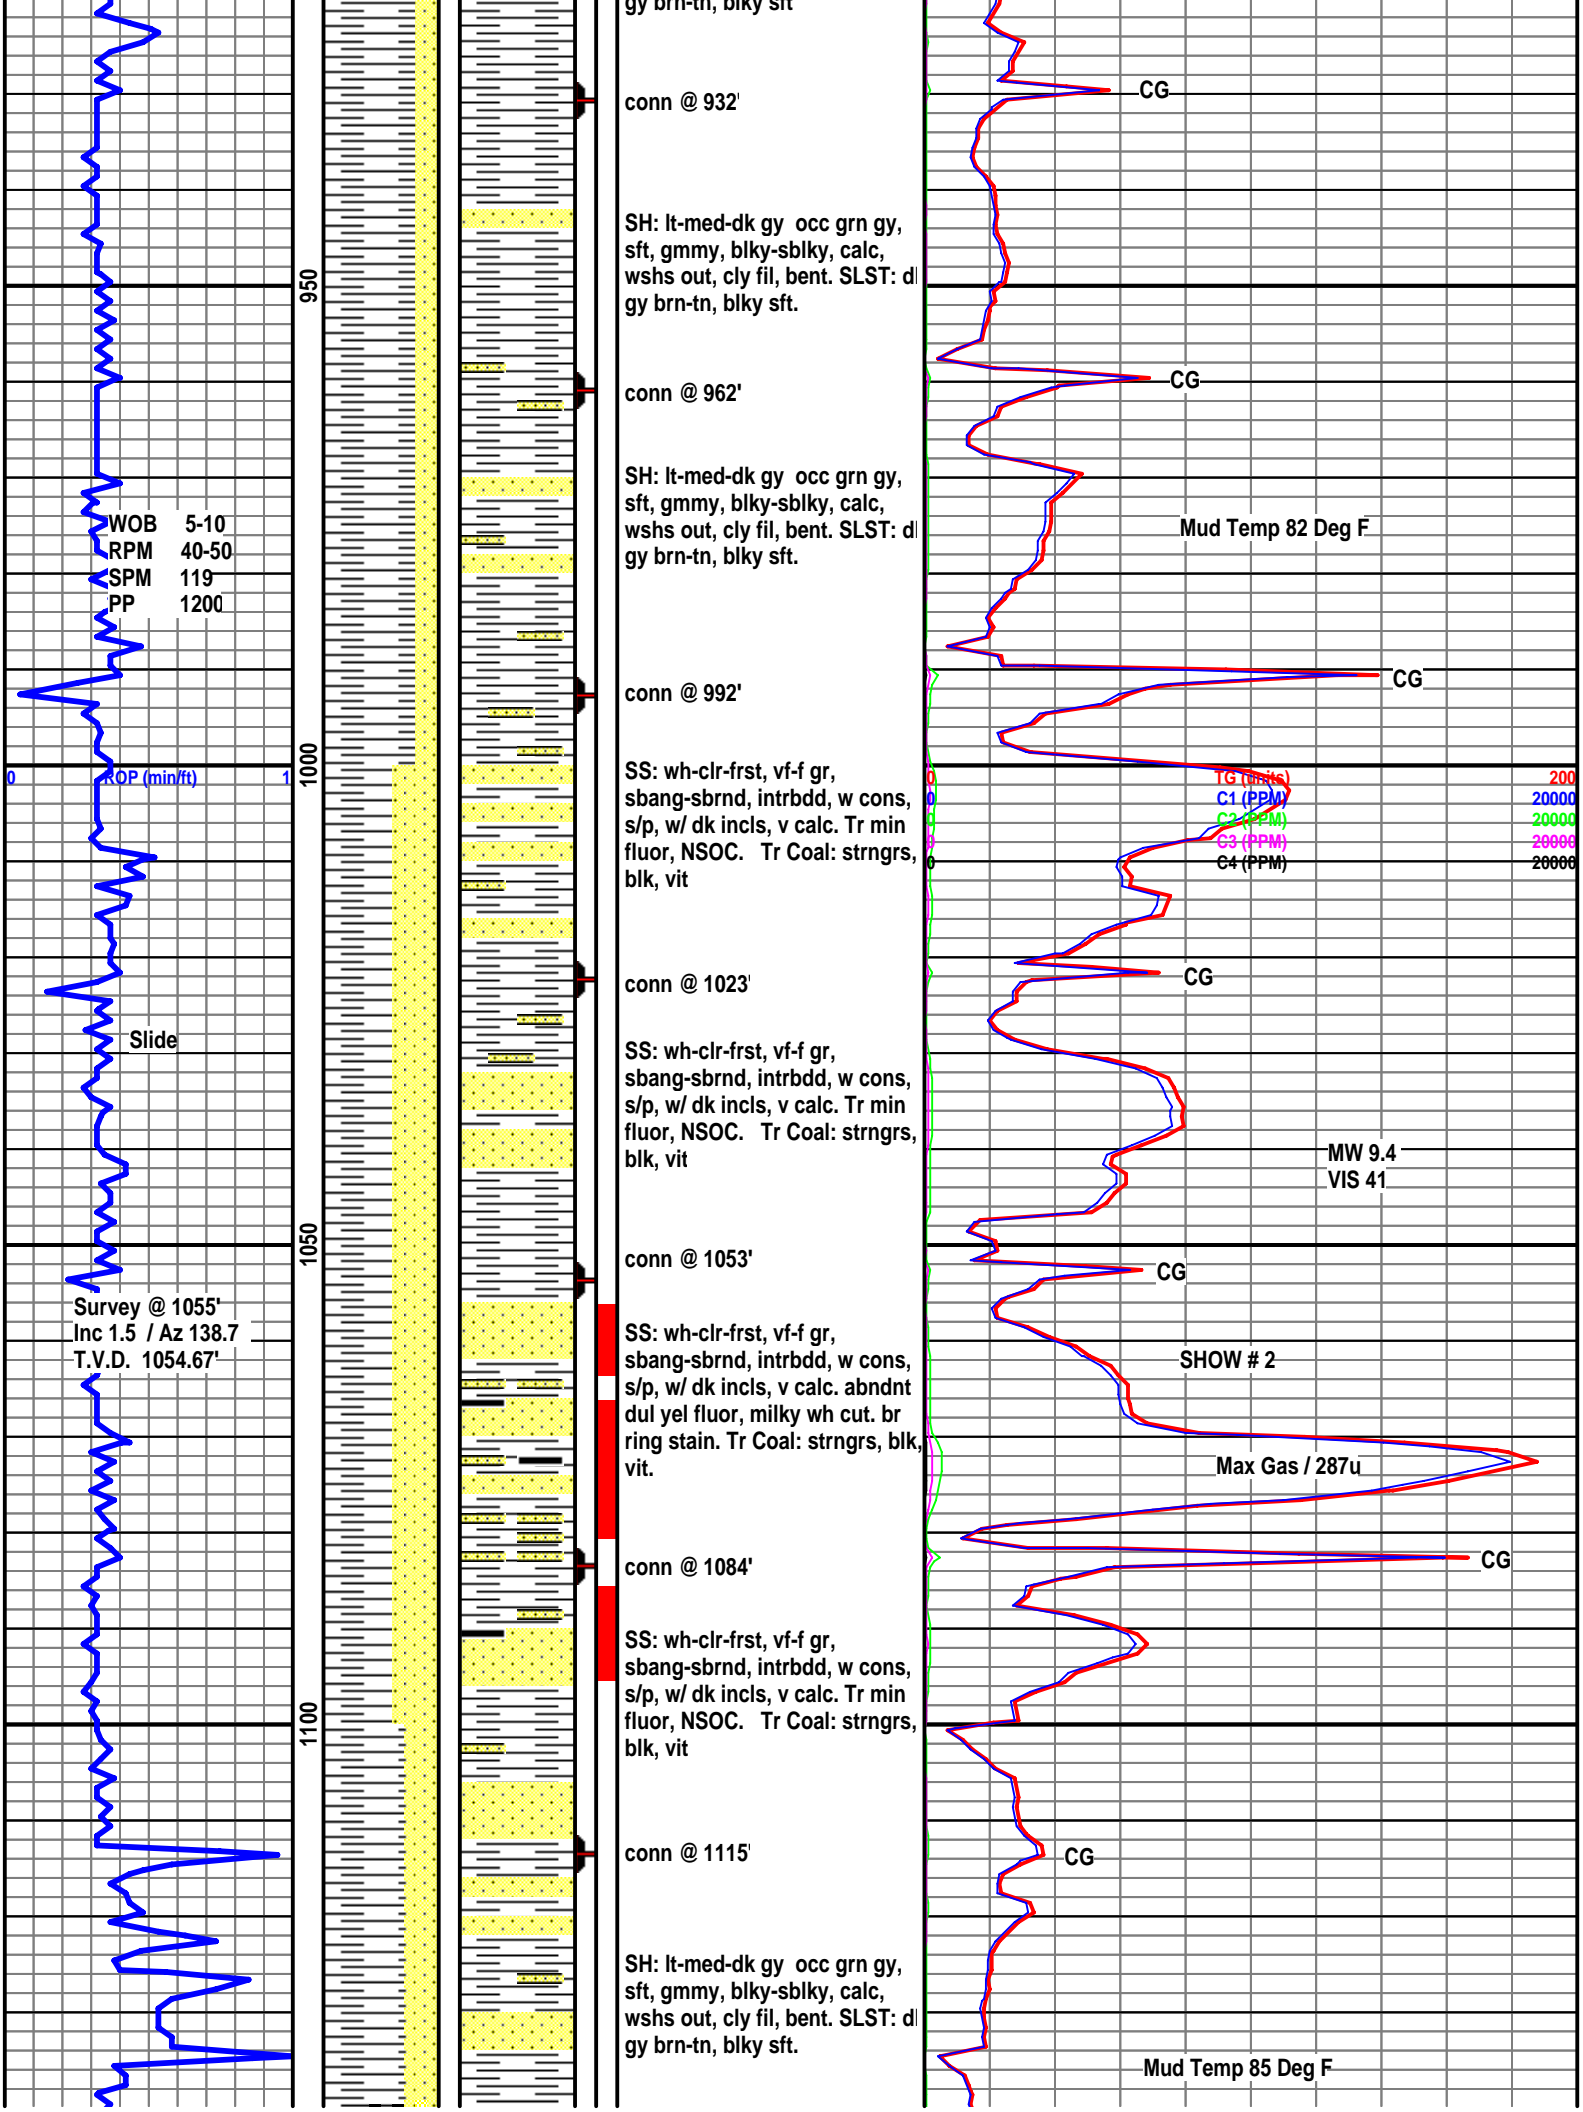 gy brn-tn, blky sft
CG
conn @ 932'
SH: lt-med-dk gy  occ grn gy,
sft, gmmy, blky-sblky, calc,
wshs out, cly fil, bent. SLST:
gy brn-tn, blky sft.
950
CG
conn @ 962'
SH: lt-med-dk gy  occ grn gy,
sft, gmmy, blky-sblky, calc,
wshs out, cly fil, bent. SLST:
gy brn-tn, blky sft.
WOB 5-10
RPM 40-50
SPM 119
PP 1200
Mud Temp 82 Deg F
conn @ 992'
CG
1000
0 ROP (min/ft) 1
SS: wh-clr-frst, vf-f gr,
sbang-sbrnd, intrbdd, w cons,
s/p, w/ dk incls, v calc. Tr min
fluor, NSOC.   Tr Coal: strngrs,
blk, vit
0 TG (units) 200
0 C1 (PPM) 20000
0 C2 (PPM) 20000
0 C3 (PPM) 20000
0 C4 (PPM) 20000
conn @ 1023'
CG
Slide
SS: wh-clr-frst, vf-f gr,
sbang-sbrnd, intrbdd, w cons,
s/p, w/ dk incls, v calc. Tr min
fluor, NSOC.   Tr Coal: strngrs,
blk, vit
MW 9.4
VIS 41
1050
conn @ 1053'
CG
Survey @ 1055'
Inc 1.5  / Az 138.7
T.V.D.  1054.67'
SS: wh-clr-frst, vf-f gr,
sbang-sbrnd, intrbdd, w cons,
s/p, w/ dk incls, v calc. abndnt
dul yel fluor, milky wh cut. br
ring stain. Tr Coal: strngrs, blk,
vit.
SHOW # 2
Max Gas / 287u
conn @ 1084'
CG
SS: wh-clr-frst, vf-f gr,
sbang-sbrnd, intrbdd, w cons,
s/p, w/ dk incls, v calc. Tr min
fluor, NSOC.   Tr Coal: strngrs,
blk, vit
1100
conn @ 1115'
CG
SH: lt-med-dk gy  occ grn gy,
sft, gmmy, blky-sblky, calc,
wshs out, cly fil, bent. SLST:
gy brn-tn, blky sft.
Mud Temp 85 Deg F